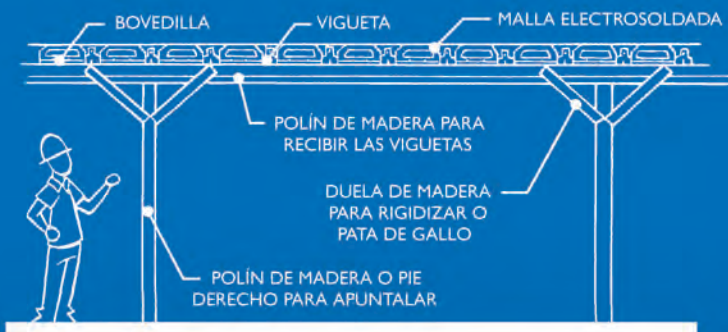 BOVEDILLA
VIGUETA
MALLA ELECTROSOLDADA
POLÍN DE MADERA PARA
RECIBIR LAS VIGUETAS
DUELA DE MADERA
PARA RIGIDIZAR O
PATA DE GALLO
POLÍN DE MADERA O PIE
DERECHO PARA APUNTALAR